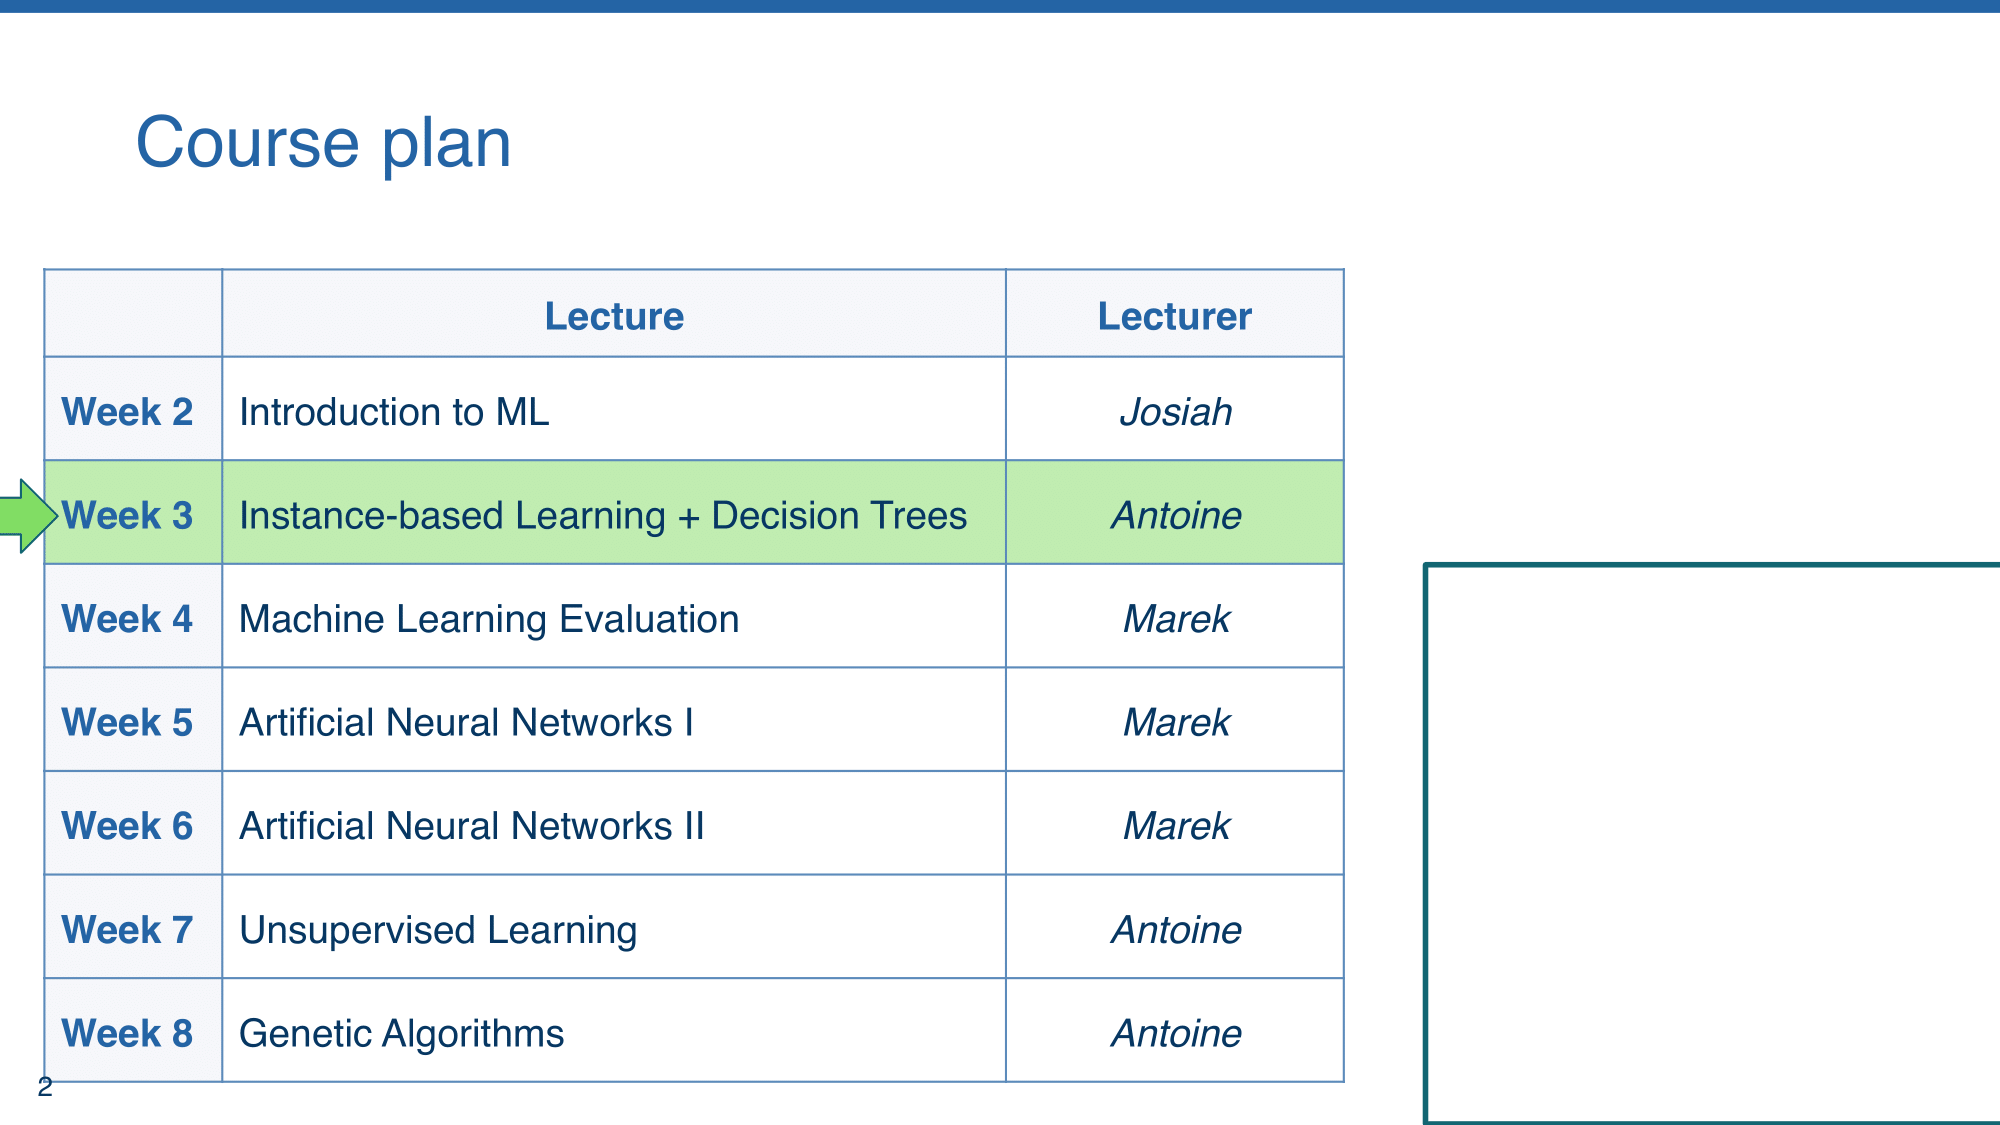 Course plan
Lecture Lecturer
Week 2 Introduction to ML Josiah
Week 3 Instance-based Learning + Decision Trees Antoine
Week 4 Machine Learning Evaluation Marek
Week 5 Artificial Neural Networks I Marek
Week 6 Artificial Neural Networks II Marek
Week 7 Unsupervised Learning Antoine
Week 8 Genetic Algorithms Antoine
2